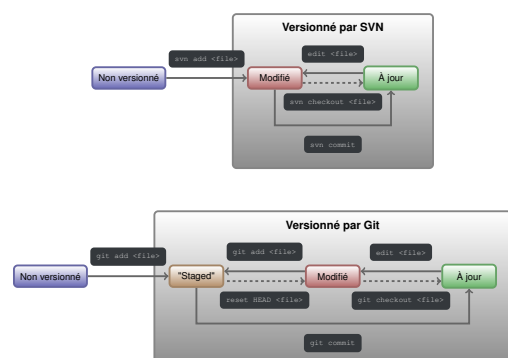 Versionné par SVN
svn add <file>
edit <file>
Non versionné
Modifié
À jour
svn checkout <file>
svn commit
Versionné par Git
git add <file>
git add <file>
edit <file>
Non versionné
"Staged"
Modifié
À jour
reset HEAD <file>
git checkout <file>
git commit